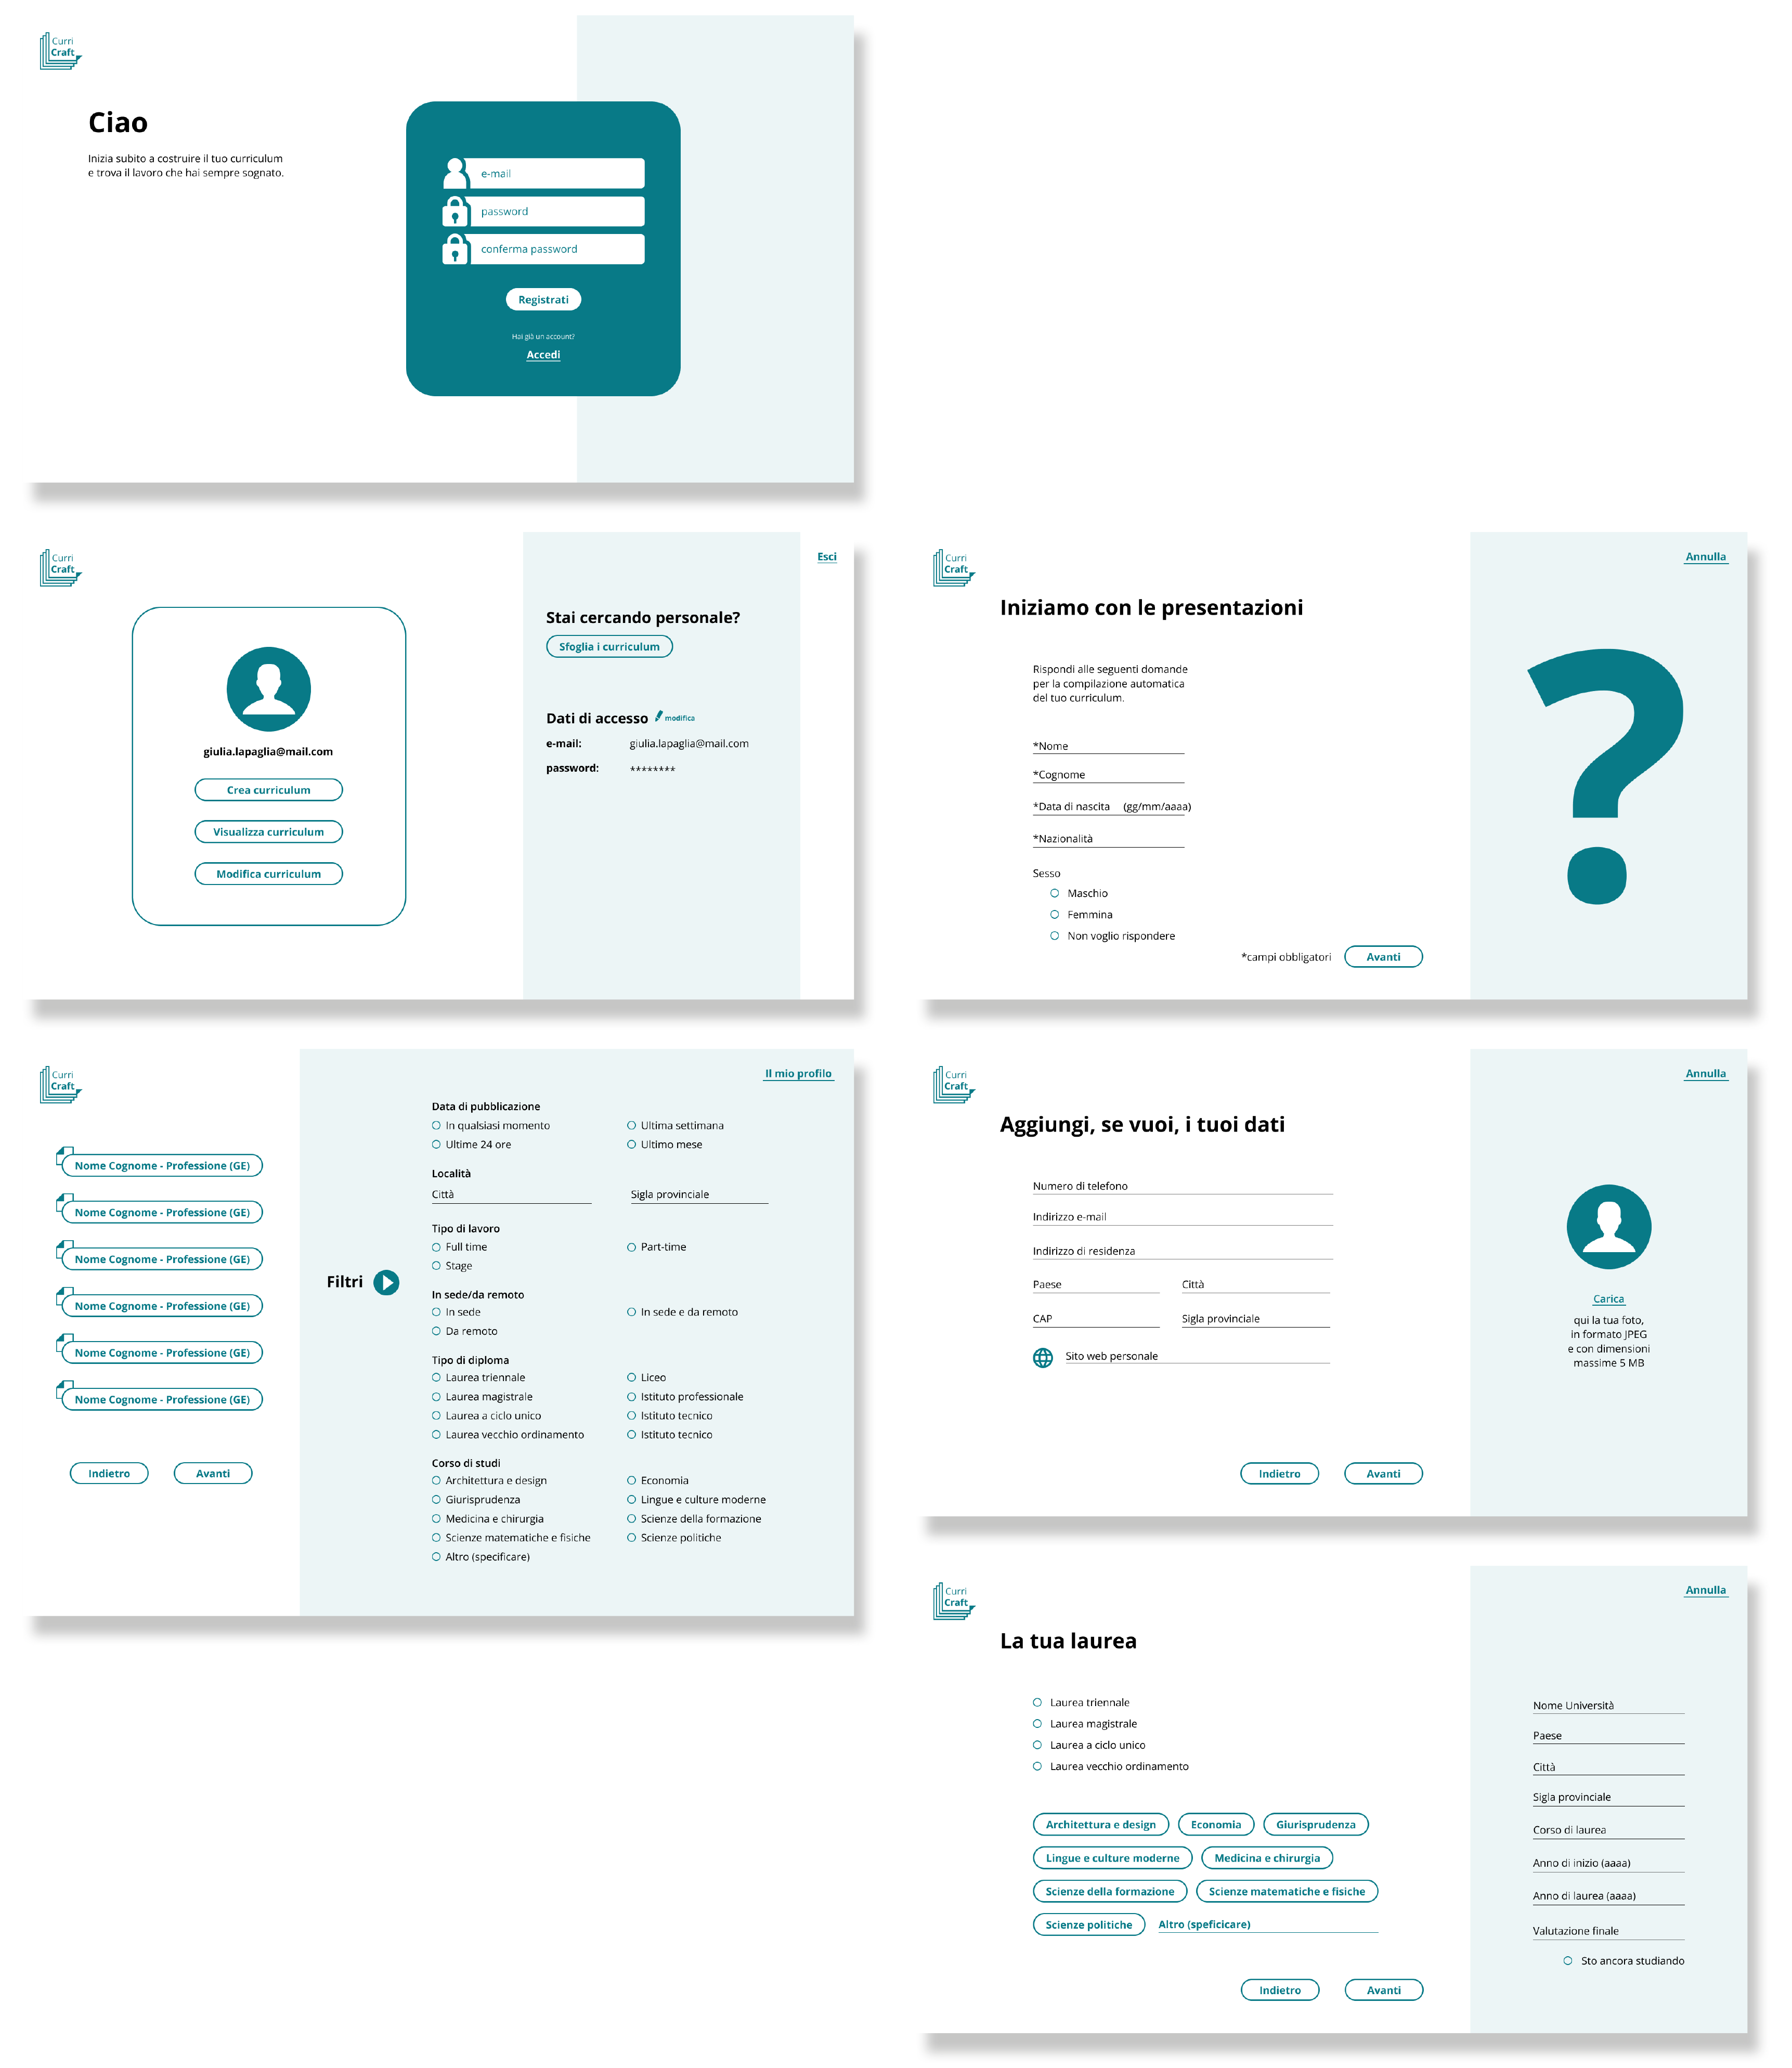 Curri
Craft
Ciao
Inizia subito a costruire il tuo curriculum
e trova il lavoro che hai sempre sognato.
e-mail
password
conferma password
Registrati
Hai già un account?
Accedi
Curri
Craft
giulia.lapaglia@mail.com
Crea curriculum
Visualizza curriculum
Modifica curriculum
Esci
Stai cercando personale?
Sfoglia i curriculum
Dati di accesso modifica
e-mail: giulia.lapaglia@mail.com
password: ********
Curri
Craft
Annulla
Iniziamo con le presentazioni
Rispondi alle seguenti domande
per la compilazione automatica
del tuo curriculum.
*Nome
*Cognome
*Data di nascita (gg/mm/aaaa)
*Nazionalità
Sesso
Maschio
Femmina
Non voglio rispondere
*campi obbligatori Avanti
?
Curri
Craft
Nome Cognome - Professione (GE)
Nome Cognome - Professione (GE)
Nome Cognome - Professione (GE)
Nome Cognome - Professione (GE)
Nome Cognome - Professione (GE)
Nome Cognome - Professione (GE)
Indietro Avanti
Filtri
Il mio profilo
Data di pubblicazione
In qualsiasi momento Ultima settimana
Ultime 24 ore Ultimo mese
Località
Città Sigla provinciale
Tipo di lavoro
Full time Part-time
Stage
In sede/da remoto
In sede In sede e da remoto
Da remoto
Tipo di diploma
Laurea triennale Liceo
Laurea magistrale Istituto professionale
Laurea a ciclo unico Istituto tecnico
Laurea vecchio ordinamento Istituto tecnico
Corso di studi
Architettura e design Economia
Giurisprudenza Lingue e culture moderne
Medicina e chirurgia Scienze della formazione
Scienze matematiche e fisiche Scienze politiche
Altro (specificare)
Curri
Craft
Annulla
Aggiungi, se vuoi, i tuoi dati
Numero di telefono
Indirizzo e-mail
Indirizzo di residenza
Paese Città
CAP Sigla provinciale
Sito web personale
Carica
qui la tua foto,
in formato JPEG
e con dimensioni
massime 5 MB
Indietro Avanti
Curri
Craft
Annulla
La tua laurea
Laurea triennale
Laurea magistrale
Laurea a ciclo unico
Laurea vecchio ordinamento
Architettura e design Economia Giurisprudenza
Lingue e culture moderne Medicina e chirurgia
Scienze della formazione Scienze matematiche e fisiche
Scienze politiche Altro (speficicare)
Indietro Avanti
Nome Università
Paese
Città
Sigla provinciale
Corso di laurea
Anno di inizio (aaaa)
Anno di laurea (aaaa)
Valutazione finale
Sto ancora studiando